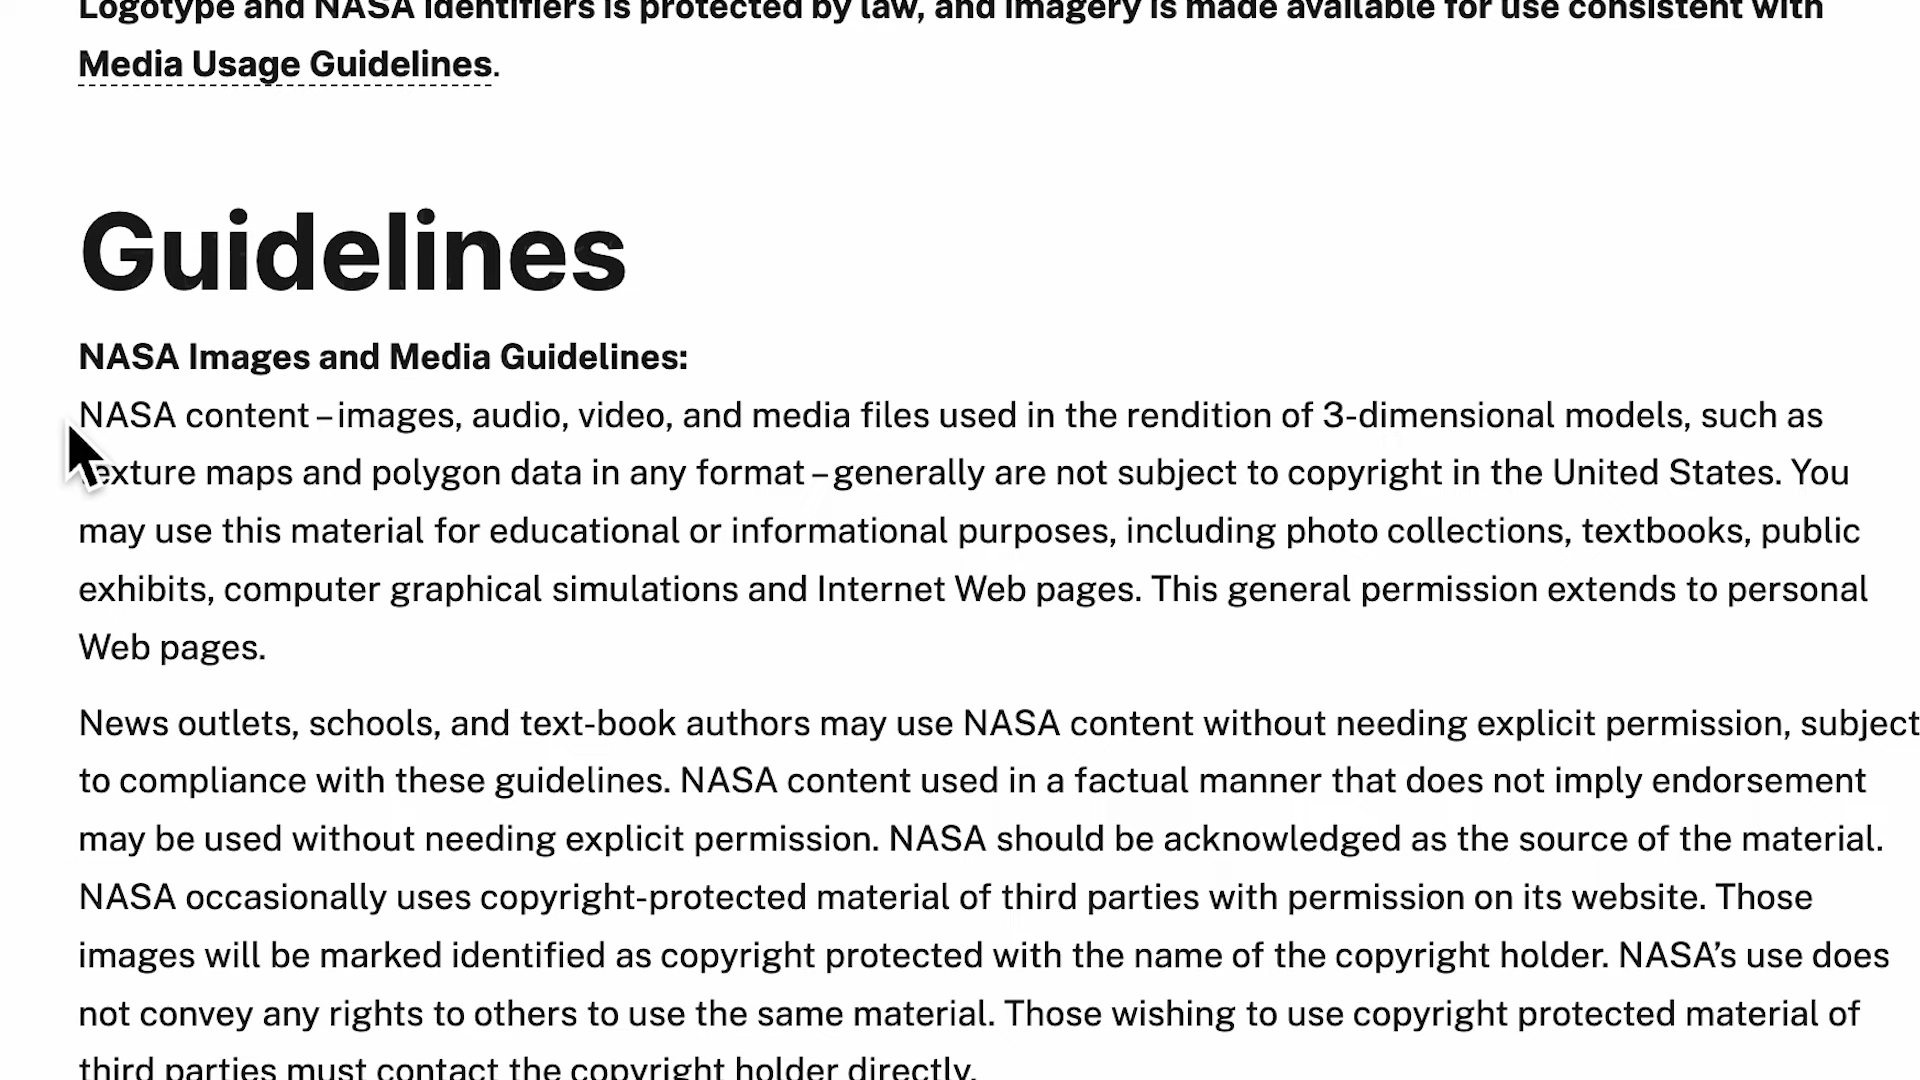 Logotype and NASA Identifiers is protected by law, and imagery is made available for use consistent with
Media Usage Guidelines.
Guidelines
NASA Images and Media Guidelines:
NASA content – images, audio, video, and media files used in the rendition of 3-dimensional models, such as
texture maps and polygon data in any format – generally are not subject to copyright in the United States. You
may use this material for educational or informational purposes, including photo collections, textbooks, public
exhibits, computer graphical simulations and Internet Web pages. This general permission extends to personal
Web pages.
News outlets, schools, and text-book authors may use NASA content without needing explicit permission, subject
to compliance with these guidelines. NASA content used in a factual manner that does not imply endorsement
may be used without needing explicit permission. NASA should be acknowledged as the source of the material.
NASA occasionally uses copyright-protected material of third parties with permission on its website. Those
images will be marked identified as copyright protected with the name of the copyright holder. NASA’s use does
not convey any rights to others to use the same material. Those wishing to use copyright protected material of
third parties must contact the copyright holder directly.